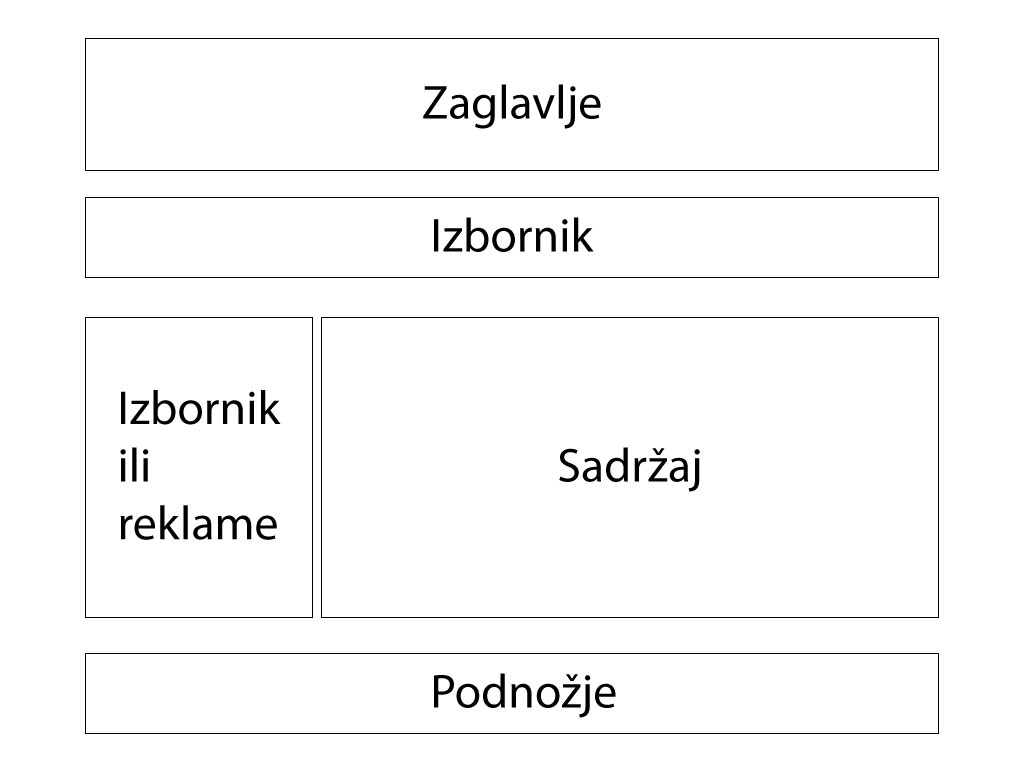 Zaglavlje
Izbornik
Izbornik
ili
reklame
Sadržaj
Podnožje